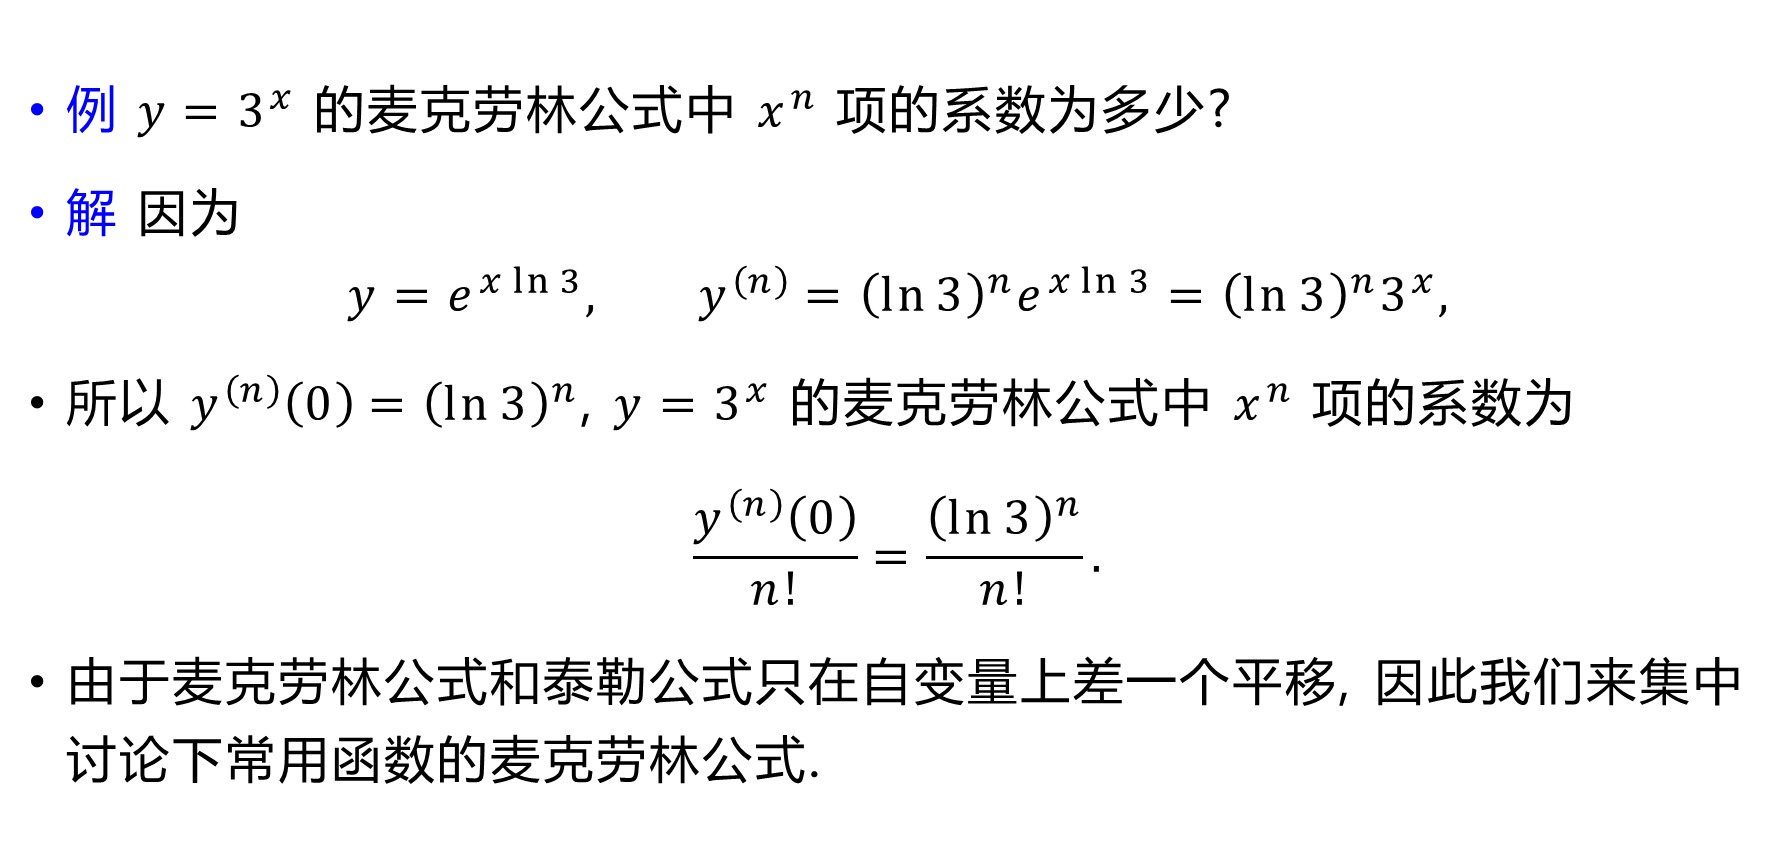 • 例 $y = 3^x$ 的麦克劳林公式中 $x^n$ 项的系数为多少?
• 解 因为
$y = e^{x \ln 3}, \quad y^{(n)} = (\ln 3)^n e^{x \ln 3} = (\ln 3)^n 3^x,$
• 所以 $y^{(n)}(0) = (\ln 3)^n$, $y = 3^x$ 的麦克劳林公式中 $x^n$ 项的系数为
$\frac{y^{(n)}(0)}{n!} = \frac{(\ln 3)^n}{n!}.$
• 由于麦克劳林公式和泰勒公式只在自变量上差一个平移, 因此我们来集中
讨论下常用函数的麦克劳林公式.